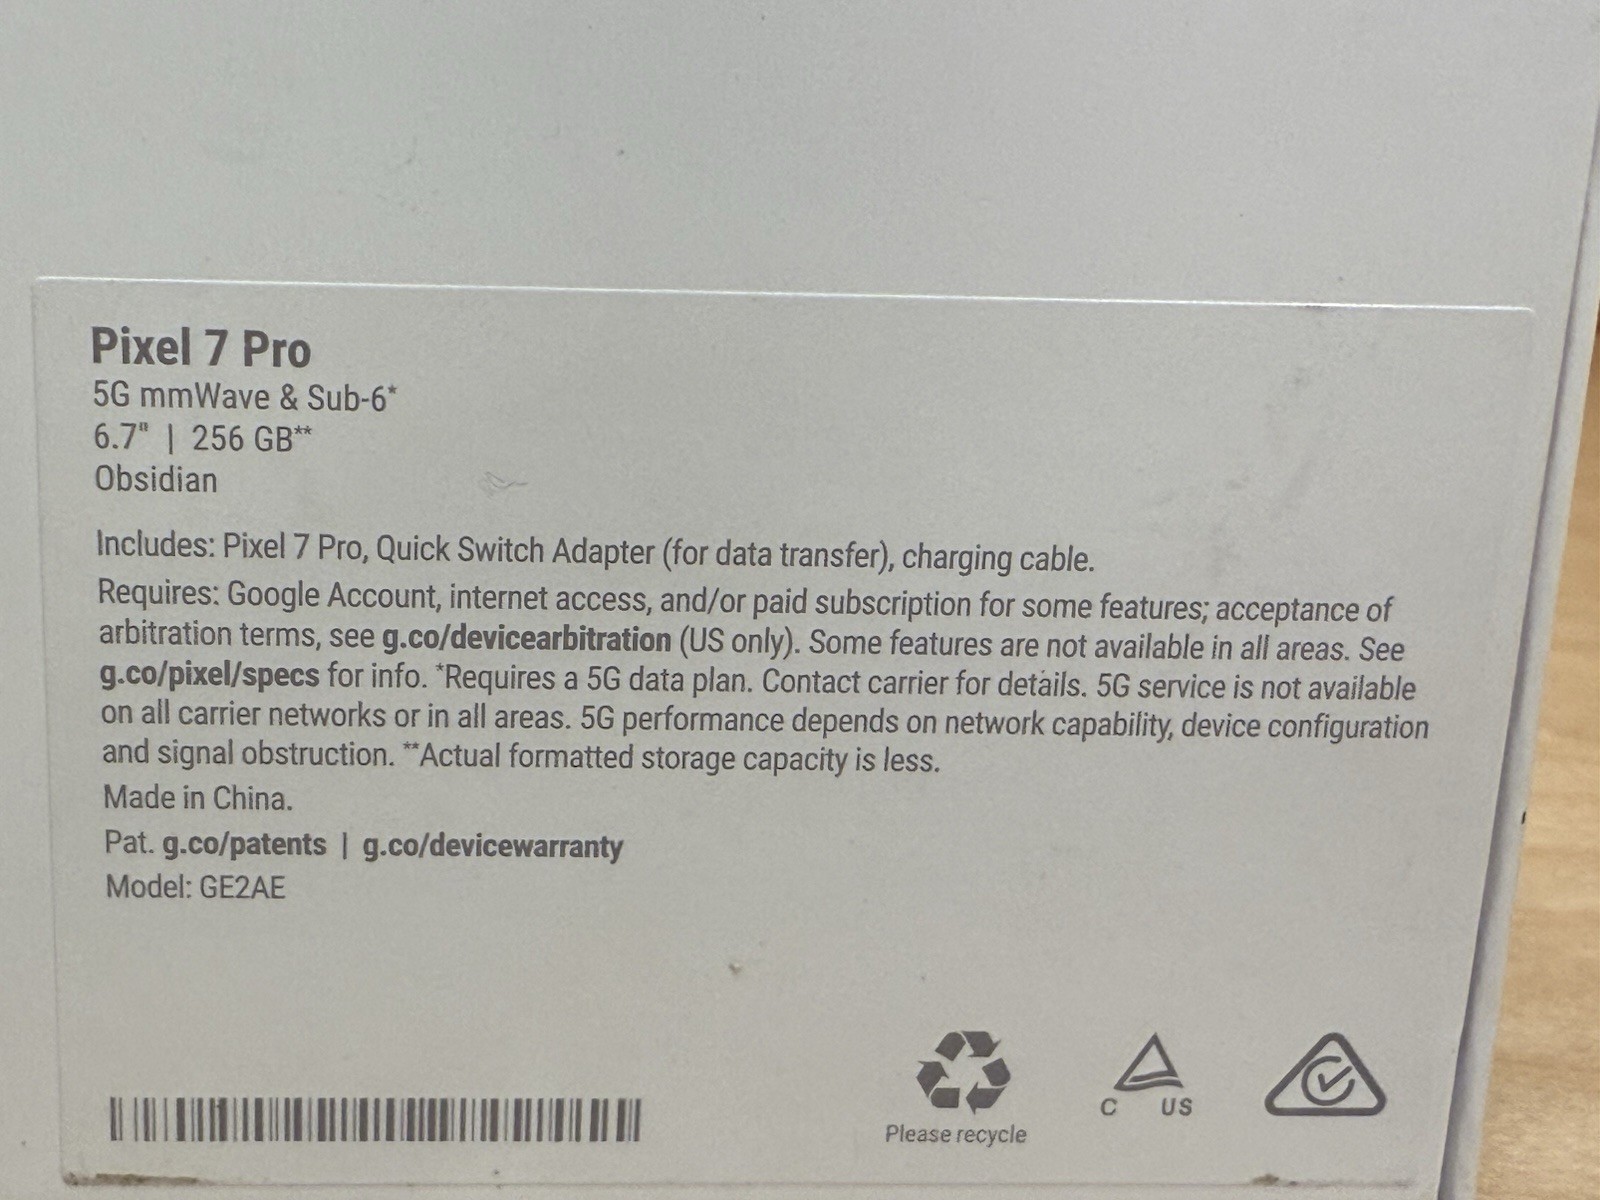 Pixel 7 Pro
5G mmWave & Sub-6*
6.7" | 256 GB**
Obsidian
Includes: Pixel 7 Pro, Quick Switch Adapter (for data transfer), charging cable.
Requires: Google Account, internet access, and/or paid subscription for some features; acceptance of
arbitration terms, see g.co/devicearbitration (US only). Some features are not available in all areas. See
g.co/pixel/specs for info. *Requires a 5G data plan. Contact carrier for details. 5G service is not available
on all carrier networks or in all areas. 5G performance depends on network capability, device configuration
and signal obstruction. **Actual formatted storage capacity is less.
Made in China.
Pat. g.co/patents | g.co/devicewarranty
Model: GE2AE
C US
Please recycle